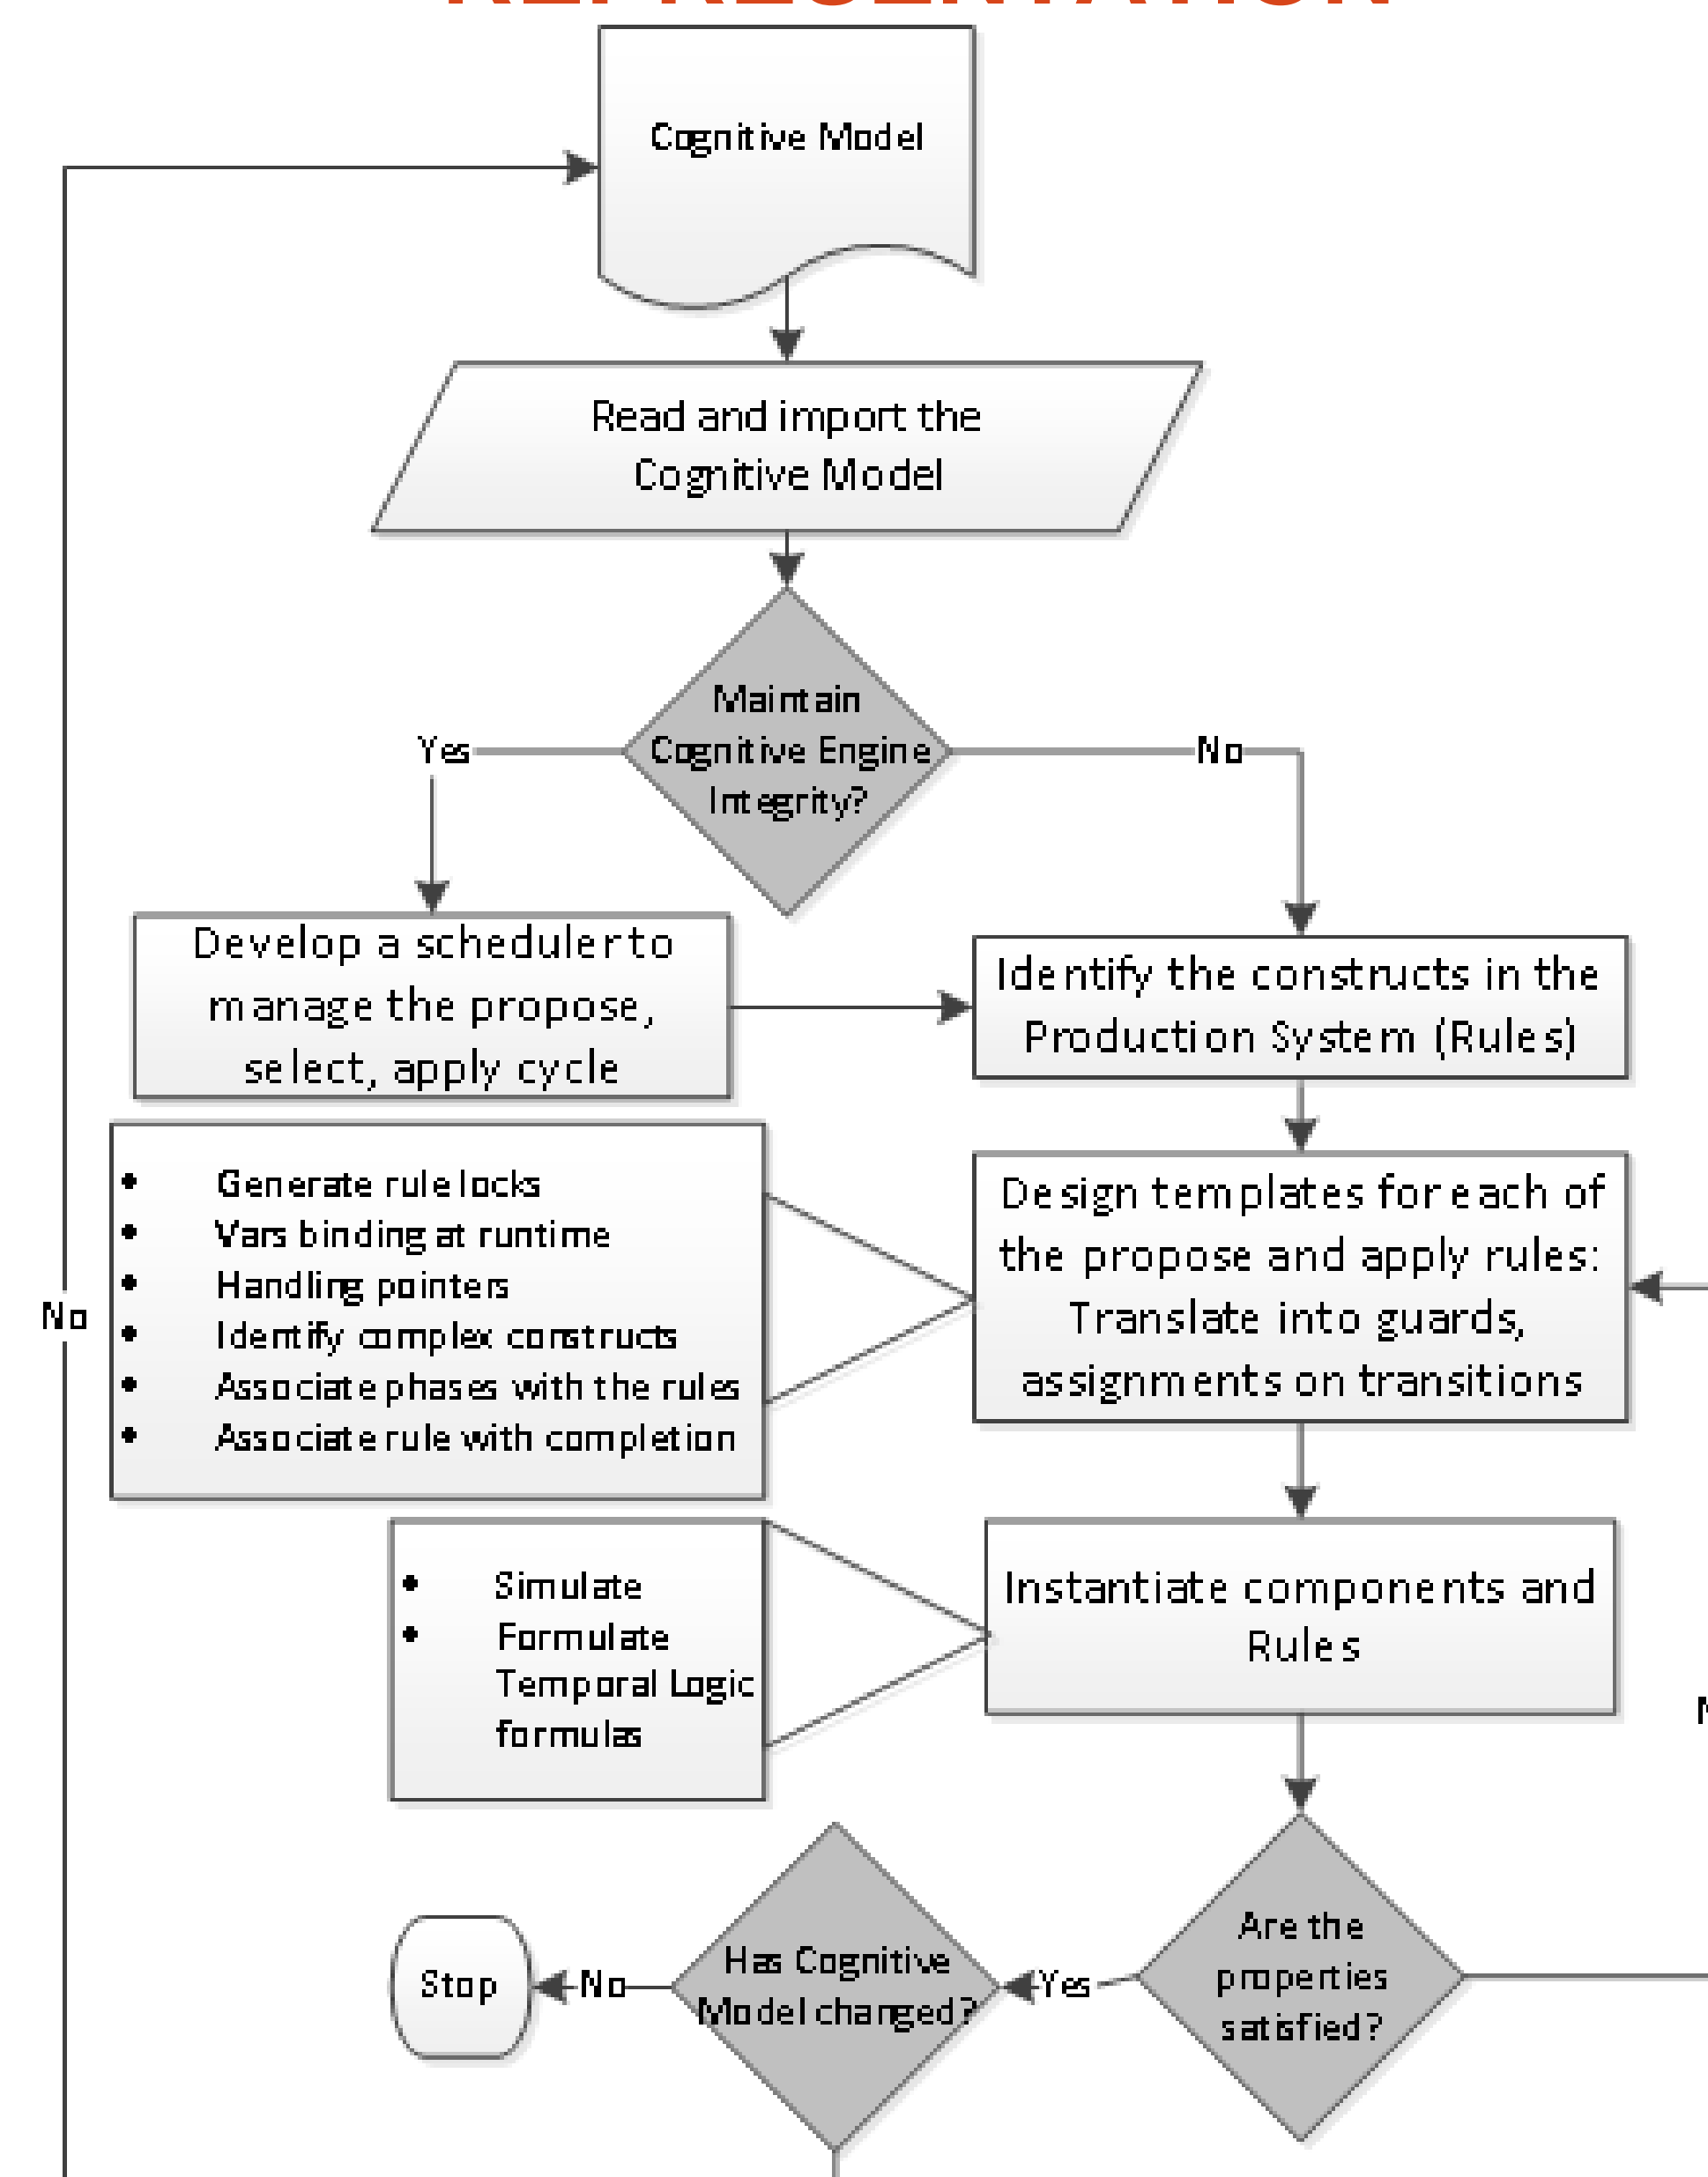 REPRESENTATION
Cognitive Model
Read and import the
Cognitive Model
Maintain
Cognitive Engine
Integrity?
Yes
No
Develop a scheduler to
manage the propose,
select, apply cycle
Identify the constructs in the
Production System (Rules)
• Generate rule locks
• Vars binding at runtime
• Handling pointers
• Identify complex constructs
• Associate phases with the rules
• Associate rule with completion
Design templates for each of
the propose and apply rules:
Translate into guards,
assignments on transitions
No
• Simulate
• Formulate
Temporal Logic
formulas
Instantiate components and
Rules
Are the
properties
satisfied?
Yes
Has Cognitive
Model changed?
No
Stop